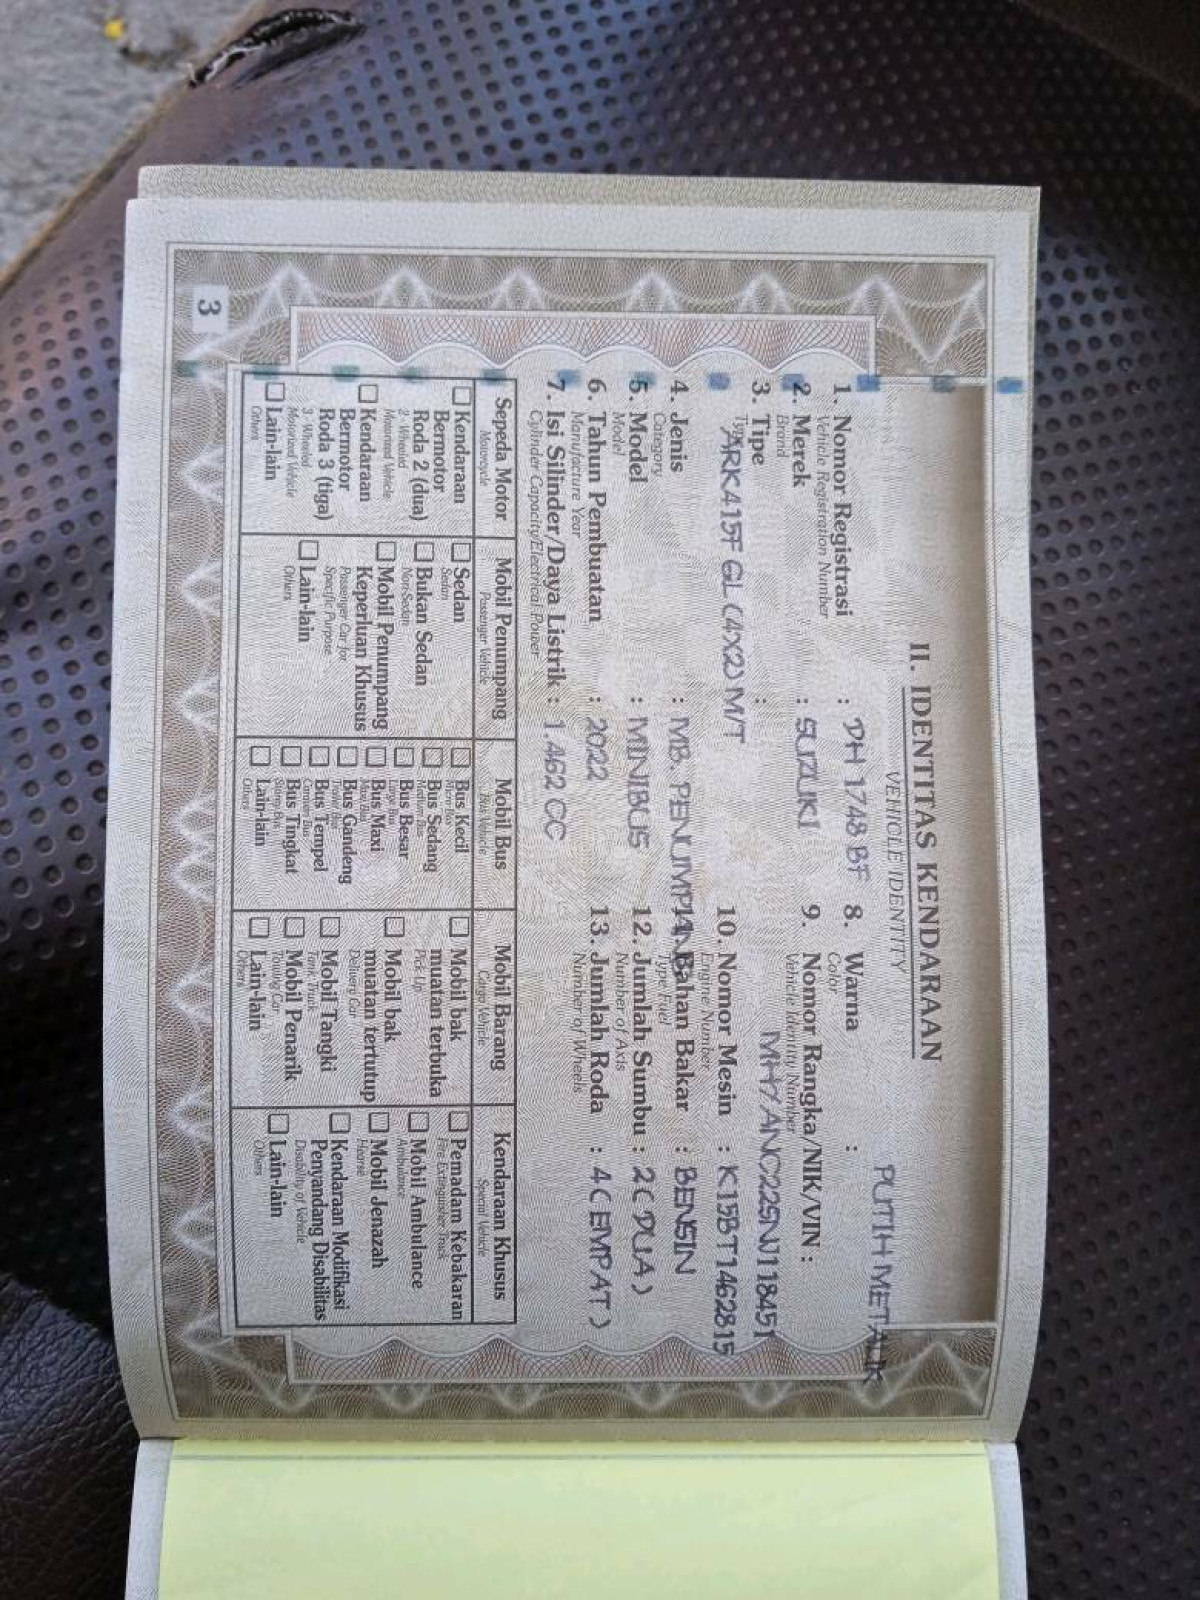 II. IDENTITAS KENDARAAN
VEHICLE IDENTITY
1. Nomor Registrasi : DH 1748 BF
Vehicle Registration Number
2. Merek : SUZUKI
Brand
3. Tipe :
Type
ARK415F GL (4X2) M/T
4. Jenis : MB. PENUMPANG
Category
5. Model : MINIBUS
Model
6. Tahun Pembuatan : 2022
Manufacture Year
7. Isi Silinder/Daya Listrik : 1.462 CC
Cylinder Capacity/Electrical Power
8. Warna : PUTIH METALIK
Color
9. Nomor Rangka/NIK/VIN :
Vehicle Identity Number
MHYANC22SNJ118451
10. Nomor Mesin : K15BT1462815
Engine Number
Bahan Bakar : BENSIN
Type Fuel
12. Jumlah Sumbu : 2 ( DUA )
Number of Axis
13. Jumlah Roda : 4 ( EMPAT )
Number of Wheels
Sepeda Motor
Motorcycle
Kendaraan
Bermotor
Roda 2 (dua)
2-Wheeled
Motorized Vehicle
Kendaraan
Bermotor
Roda 3 (tiga)
3-Wheeled
Motorized Vehicle
Lain-lain
Others
Mobil Penumpang
Passenger Vehicle
Sedan
Sedan
Bukan Sedan
Non-Sedan
Mobil Penumpang
Keperluan Khusus
Passenger Car for
Specific Purpose
Lain-lain
Others
Mobil Bus
Bus Vehicle
Bus Kecil
Bus Sedang
Medium Bus
Bus Besar
Large Bus
Bus Maxi
Maxi Bus
Bus Gandeng
Bus Tempel
Bus Tingkat
Lain-lain
Others
Mobil Barang
Cargo Vehicle
Mobil bak
muatan terbuka
Pick Up
Mobil bak
muatan tertutup
Delivery Car
Mobil Tangki
Tank Truck
Mobil Penarik
Towing Car
Lain-lain
Others
Kendaraan Khusus
Special Vehicle
Pemadam Kebakaran
Fire Extinguisher Truck
Mobil Ambulance
Ambulance
Mobil Jenazah
Hearse
Kendaraan Modifikasi
Penyandang Disabilitas
Disability of Vehicle
Lain-lain
Others
3